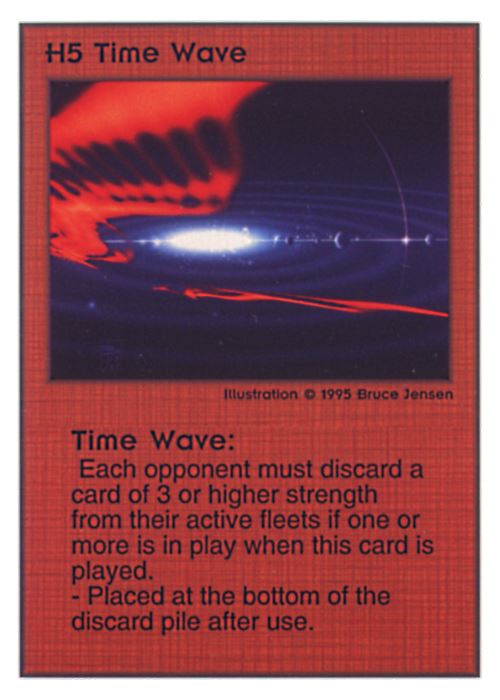 H5 Time Wave
Illustration © 1995 Bruce Jensen
Time Wave:
Each opponent must discard a
card of 3 or higher strength
from their active fleets if one or
more is in play when this card is
played.
- Placed at the bottom of the
discard pile after use.